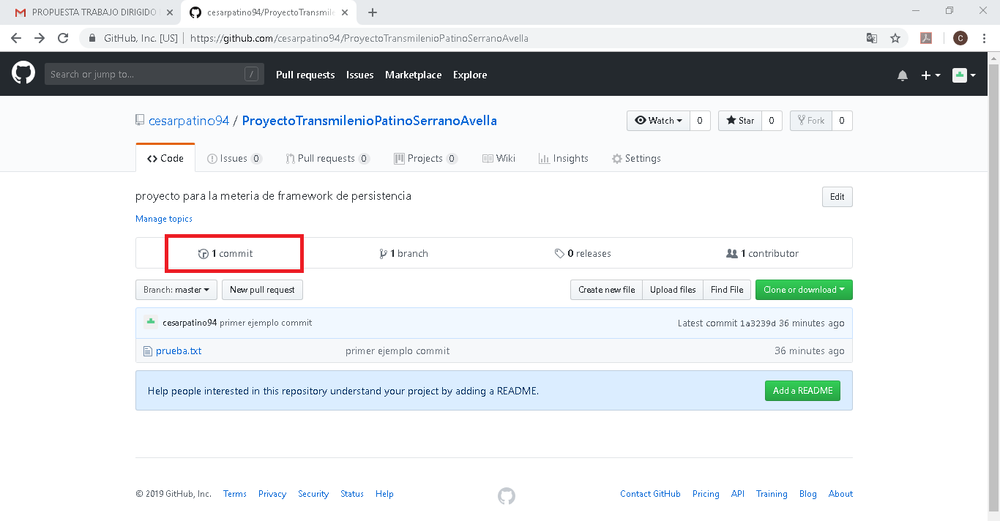 PROPUESTA TRABAJO DIRIGIDO
cesarpatino94/ProyectoTransmile
GitHub, Inc. [US] | https://github.com/cesarpatino94/ProyectoTransmilenioPatinoSerranoAvella
C
Search or jump to... /
Pull requests Issues Marketplace Explore
cesarpatino94 / ProyectoTransmilenioPatinoSerranoAvella
Watch 0 Star 0 Fork 0
Code Issues 0 Pull requests 0 Projects 0 Wiki Insights Settings
proyecto para la meteria de framework de persistencia
Edit
Manage topics
1 commit 1 branch 0 releases 1 contributor
Branch: master New pull request Create new file Upload files Find File Clone or download
cesarpatino94 primer ejemplo commit Latest commit 1a3239d 36 minutes ago
prueba.txt primer ejemplo commit 36 minutes ago
Help people interested in this repository understand your project by adding a README. Add a README
© 2019 GitHub, Inc. Terms Privacy Security Status Help Contact GitHub Pricing API Training Blog About